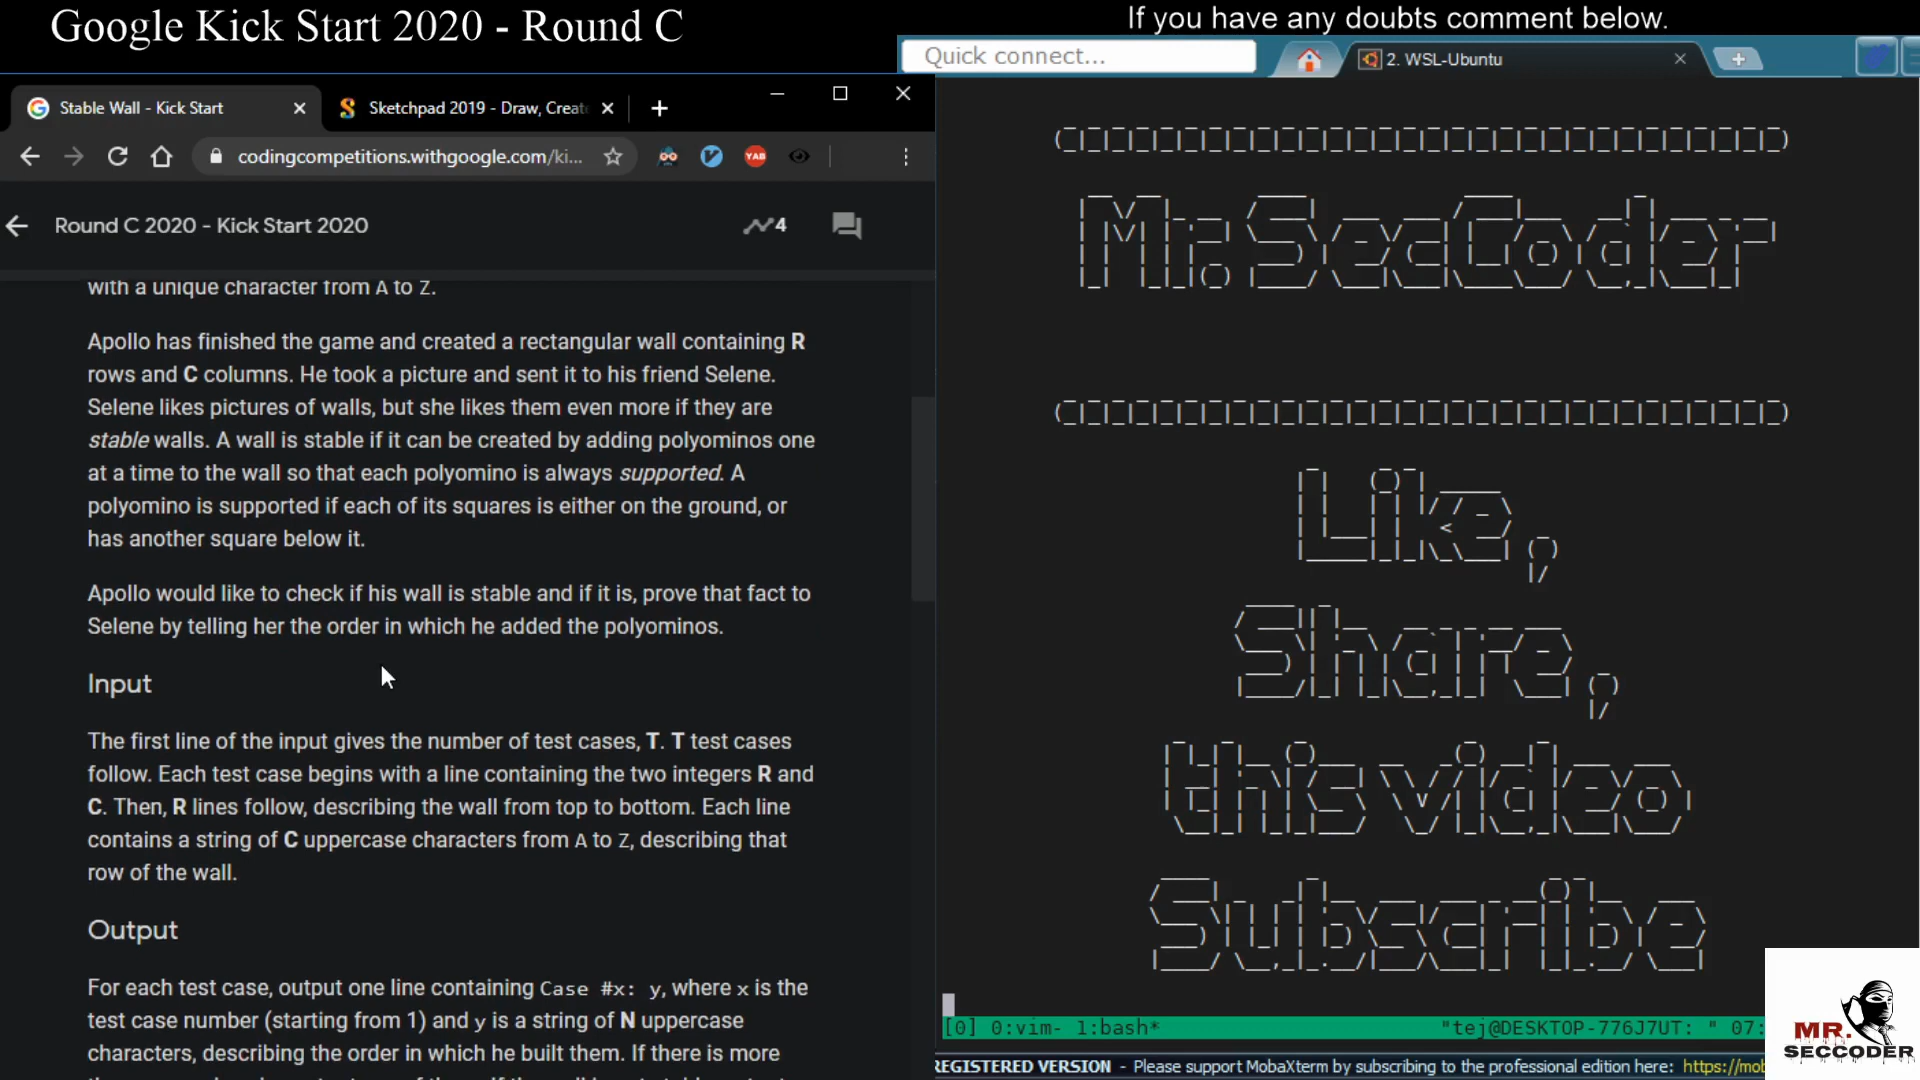 Google Kick Start 2020 - Round C
If you have any doubts comment below.
Quick connect...
2. WSL-Ubuntu
Stable Wall - Kick Start
Sketchpad 2019 - Draw, Creat
codingcompetitions.withgoogle.com/ki...
YAB
Round C 2020 - Kick Start 2020
4
with a unique character from A to Z.
Apollo has finished the game and created a rectangular wall containing R
rows and C columns. He took a picture and sent it to his friend Selene.
Selene likes pictures of walls, but she likes them even more if they are
stable walls. A wall is stable if it can be created by adding polyominos one
at a time to the wall so that each polyomino is always supported. A
polyomino is supported if each of its squares is either on the ground, or
has another square below it.
Apollo would like to check if his wall is stable and if it is, prove that fact to
Selene by telling her the order in which he added the polyominos.
Input
The first line of the input gives the number of test cases, T. T test cases
follow. Each test case begins with a line containing the two integers R and
C. Then, R lines follow, describing the wall from top to bottom. Each line
contains a string of C uppercase characters from A to Z, describing that
row of the wall.
Output
For each test case, output one line containing Case #x: y, where x is the
test case number (starting from 1) and y is a string of N uppercase
characters, describing the order in which he built them. If there is more
Mr. SecCoder
Like,
Share,
this video
Subscribe
[0] 0:vim- 1:bash*
"tej@DESKTOP-776J7UT: " 07:
REGISTERED VERSION - Please support MobaXterm by subscribing to the professional edition here: https://mob
MR.
SECCODER